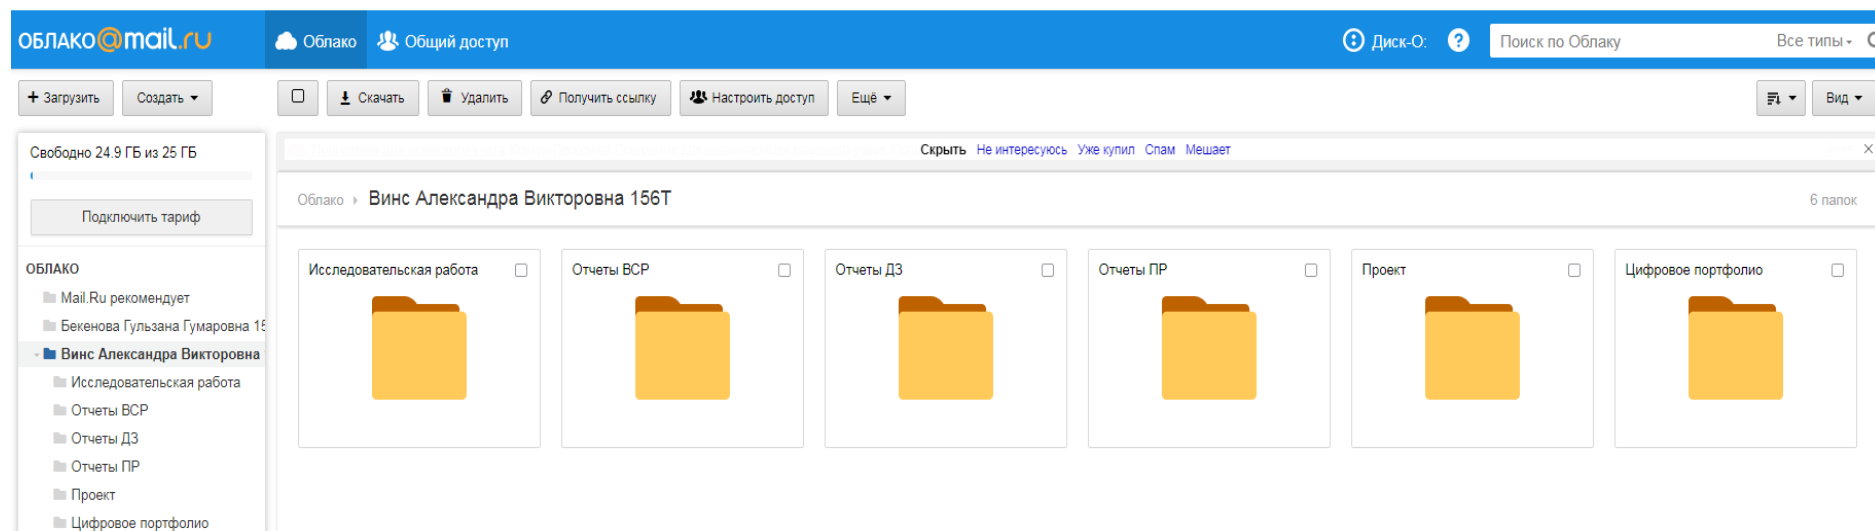 ОБЛАКО@mail.ru Облако Общий доступ Диск-О: ? Поиск по Облаку Все типы
+ Загрузить Создать Скачать Удалить Получить ссылку Настроить доступ Ещё Вид
Свободно 24.9 ГБ из 25 ГБ
Скрыть Не интересуюсь Уже купил Спам Мешает
Подключить тариф
Облако Винс Александра Викторовна 156Т 6 папок
ОБЛАКО
Mail.Ru рекомендует
Бекенова Гульзана Гумаровна 15
Винс Александра Викторовна
Исследовательская работа
Отчеты ВСР
Отчеты ДЗ
Отчеты ПР
Проект
Цифровое портфолио
Исследовательская работа Отчеты ВСР Отчеты ДЗ Отчеты ПР Проект Цифровое портфолио